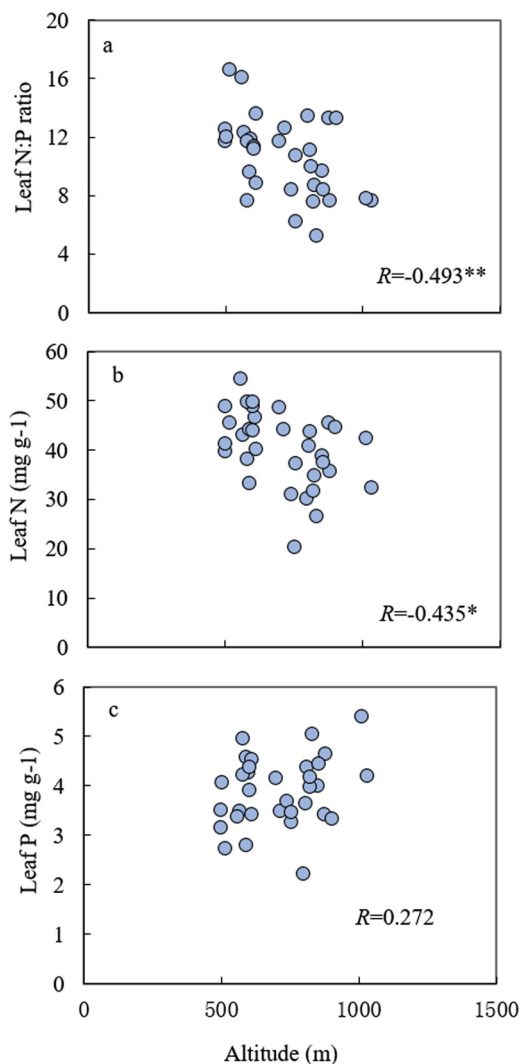 20
a
16
12
8
4
0
Leaf N:P ratio
R=-0.493**
60
b
50
40
30
20
10
0
Leaf N (mg g-1)
R=-0.435*
6
c
5
4
3
2
1
0
Leaf P (mg g-1)
R=0.272
0 500 1000 1500
Altitude (m)